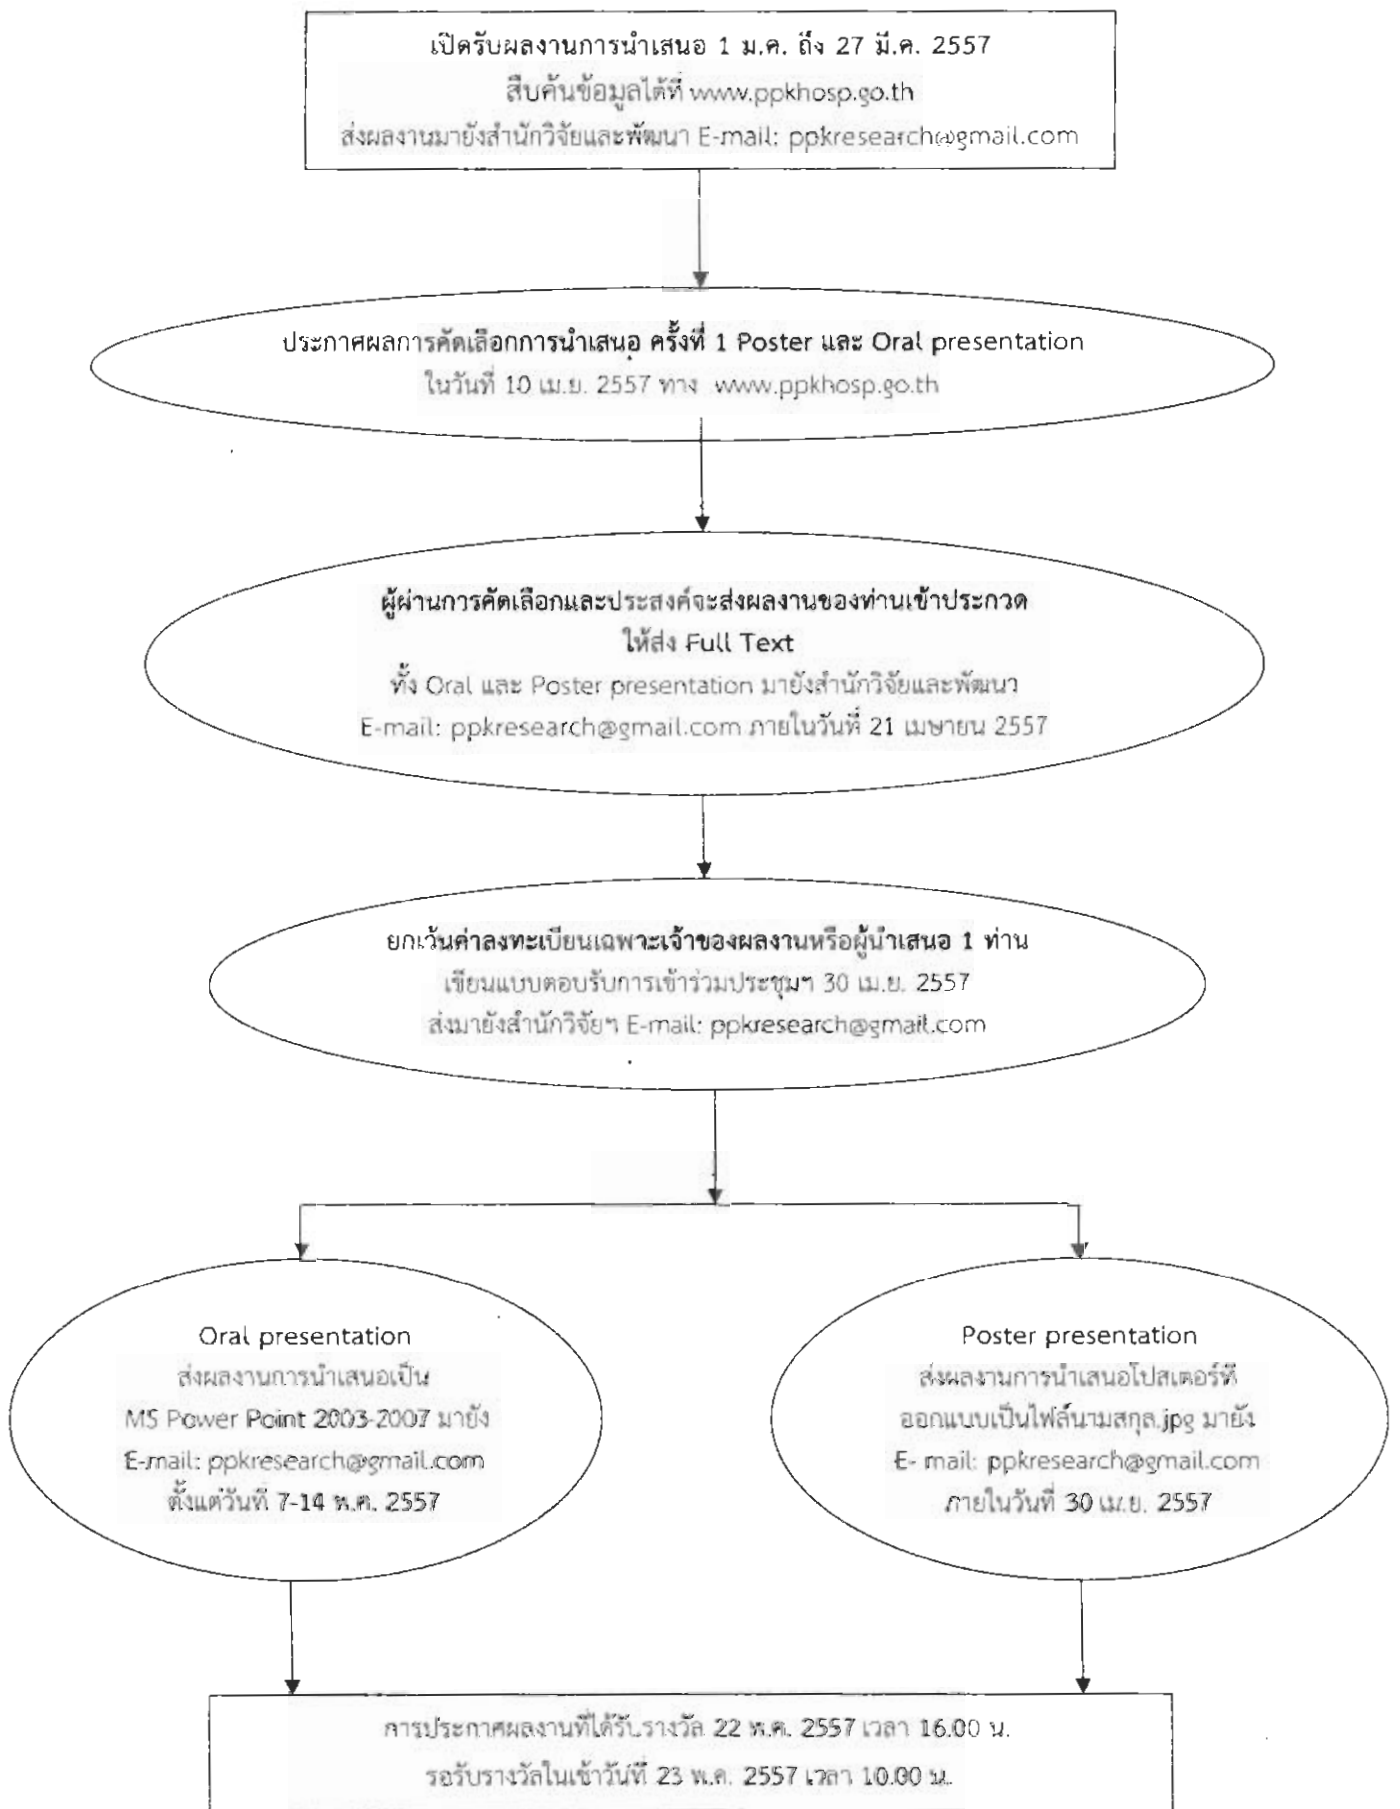 เปิดรับผลงานการนำเสนอ 1 ม.ค. ถึง 27 มี.ค. 2557
สืบค้นข้อมูลได้ที่ www.ppkhosp.go.th
ส่งผลงานมายังสำนักวิจัยและพัฒนา E-mail: ppkresearch@gmail.com
ประกาศผลการคัดเลือกการนำเสนอ ครั้งที่ 1 Poster และ Oral presentation
ในวันที่ 10 เม.ย. 2557 ทาง www.ppkhosp.go.th
ผู้ผ่านการคัดเลือกและประสงค์จะส่งผลงานของท่านเข้าประกวด
ให้ส่ง Full Text
ทั้ง Oral และ Poster presentation มายังสำนักวิจัยและพัฒนา
E-mail: ppkresearch@gmail.com ภายในวันที่ 21 เมษายน 2557
ยกเว้นค่าลงทะเบียนเฉพาะเจ้าของผลงานหรือผู้นำเสนอ 1 ท่าน
เขียนแบบตอบรับการเข้าร่วมประชุมฯ 30 เม.ย. 2557
ส่งมายังสำนักวิจัยฯ E-mail: ppkresearch@gmail.com
Oral presentation
ส่งผลงานการนำเสนอเป็น
MS Power Point 2003-2007 มายัง
E-mail: ppkresearch@gmail.com
ตั้งแต่วันที่ 7-14 พ.ค. 2557
Poster presentation
ส่งผลงานการนำเสนอโปสเตอร์ที่
ออกแบบเป็นไฟล์นามสกุล.jpg มายัง
E- mail: ppkresearch@gmail.com
ภายในวันที่ 30 เม.ย. 2557
การประกาศผลงานที่ได้รับรางวัล 22 พ.ค. 2557 เวลา 16.00 น.
รอรับรางวัลในเช้าวันที่ 23 พ.ค. 2557 เวลา 10.00 น.